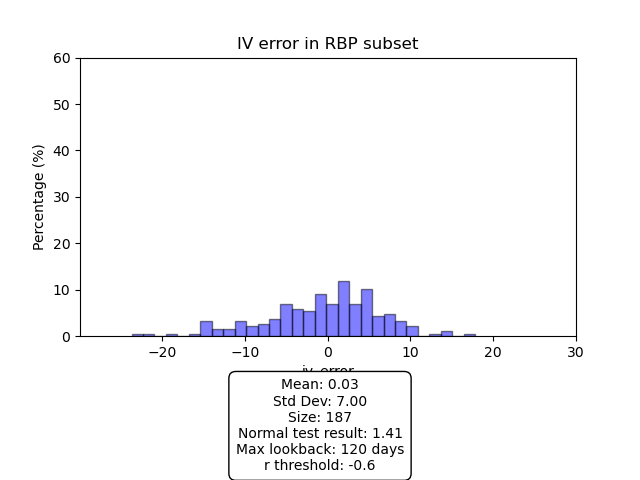 IV error in RBP subset
60
50
40
30
20
10
0
Percentage (%)
−20
−10
0
10
20
30
iv_error
Mean: 0.03
Std Dev: 7.00
Size: 187
Normal test result: 1.41
Max lookback: 120 days
r threshold: -0.6